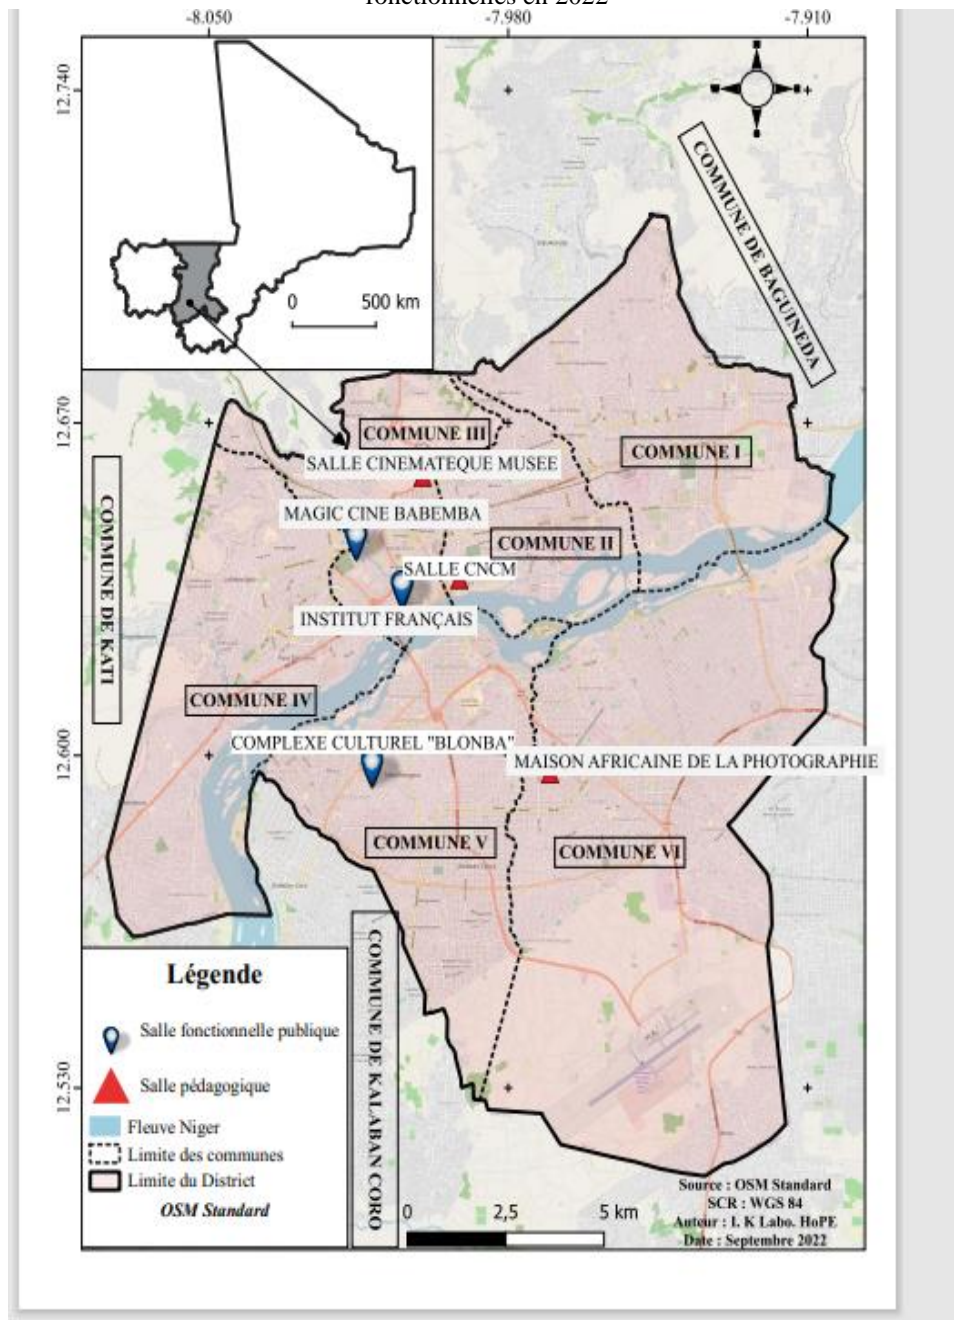 fonctionnelles en 2022
-8.050
-7.980
-7.910
12.740
12.670
12.600
12.530
0 500 km
COMMUNE DE BAGUINEDA
COMMUNE III
COMMUNE I
SALLE CINEMATEQUE MUSEE
COMMUNE DE KATI
MAGIC CINE BABEMBA
COMMUNE II
SALLE CNCM
INSTITUT FRANÇAIS
COMMUNE IV
COMPLEXE CULTUREL "BLONBA"
MAISON AFRICAINE DE LA PHOTOGRAPHIE
COMMUNE V
COMMUNE VI
COMMUNE DE KALABAN CORO
Légende
Salle fonctionnelle publique
Salle pédagogique
Fleuve Niger
Limite des communes
Limite du District
OSM Standard
0 2,5 5 km
Source : OSM Standard
SCR : WGS 84
Auteur : I. K Labo. HoPE
Date : Septembre 2022